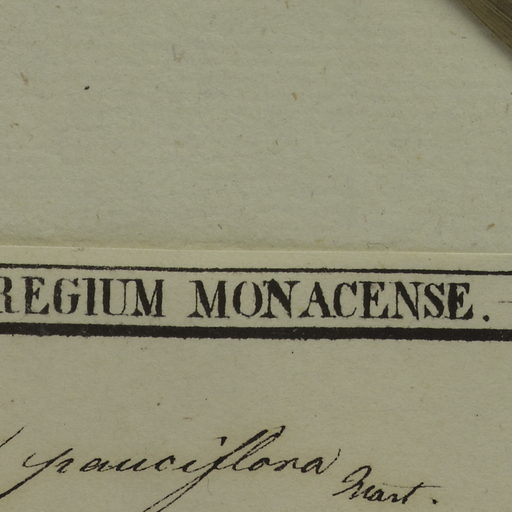 REGIUM MONACENSE.
pauciflora Mart.